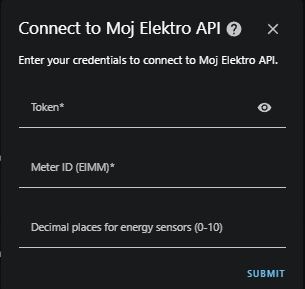 Connect to Moj Elektro API
Enter your credentials to connect to Moj Elektro API.
Token*
Meter ID (EIMM)*
Decimal places for energy sensors (0-10)
SUBMIT